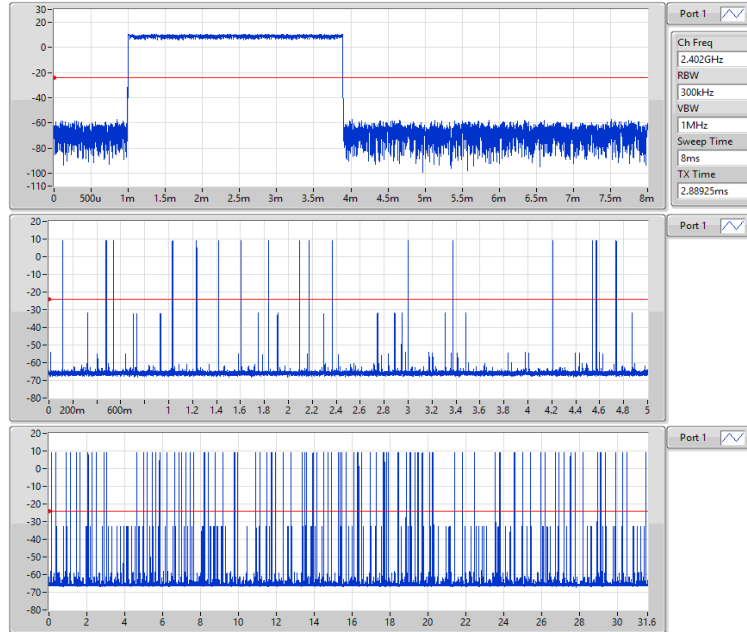 30
20
0
-20
-40
-60
-80
-100
-110
0 500u 1m 1.5m 2m 2.5m 3m 3.5m 4m 4.5m 5m 5.5m 6m 6.5m 7m 7.5m 8m
Port 1
Ch Freq
2.402GHz
RBW
300kHz
VBW
1MHz
Sweep Time
8ms
TX Time
2.88925ms
20
10
0
-10
-20
-30
-40
-50
-60
-70
-80
0 200m 600m 1 1.2 1.4 1.6 1.8 2 2.2 2.4 2.6 2.8 3 3.2 3.4 3.6 3.8 4 4.2 4.4 4.6 4.8 5
Port 1
20
10
0
-10
-20
-30
-40
-50
-60
-70
-80
0 2 4 6 8 10 12 14 16 18 20 22 24 26 28 30 31.6
Port 1